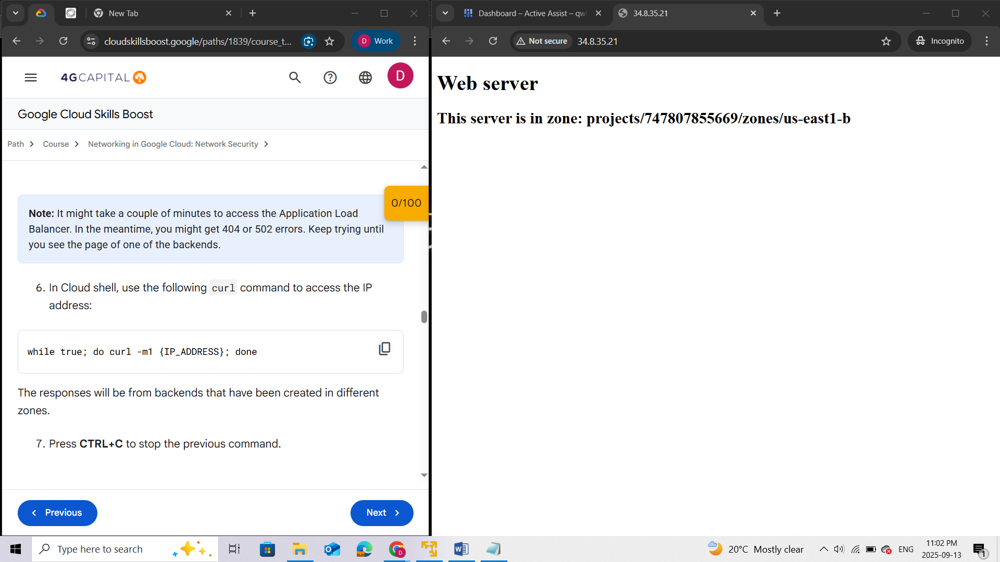 New Tab
cloudskillsboost.google/paths/1839/course_t...
D Work
4GCAPITAL
D
Google Cloud Skills Boost
Path Course Networking in Google Cloud: Network Security
0/100
Note: It might take a couple of minutes to access the Application Load
Balancer. In the meantime, you might get 404 or 502 errors. Keep trying until
you see the page of one of the backends.
6. In Cloud shell, use the following curl command to access the IP
address:
while true; do curl -m1 {IP_ADDRESS}; done
The responses will be from backends that have been created in different
zones.
7. Press CTRL+C to stop the previous command.
Previous
Next
Dashboard – Active Assist – qwi
34.8.35.21
Not secure 34.8.35.21
Incognito
Web server
This server is in zone: projects/747807855669/zones/us-east1-b
Type here to search
20°C Mostly clear
ENG
11:02 PM
2025-09-13
1